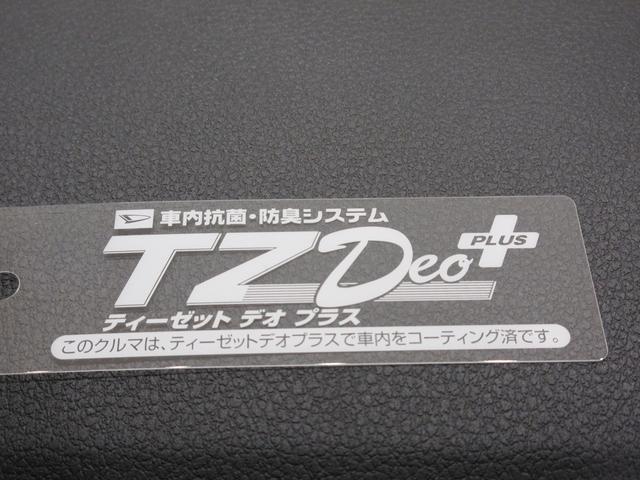 車内抗菌・防臭システム
TZDeo PLUS
ティーゼット デオ プラス
このクルマは、ティーゼットデオプラスで車内をコーティング済です。